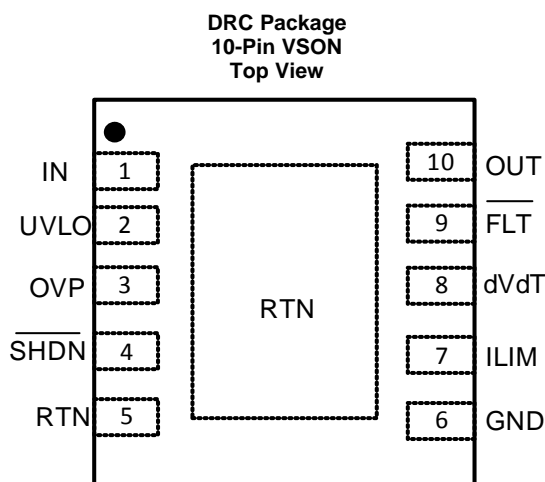 DRC Package
10-Pin VSON
Top View
IN 1 10 OUT
UVLO 2 9 FLT
OVP 3 RTN 8 dVdT
SHDN 4 7 ILIM
RTN 5 6 GND